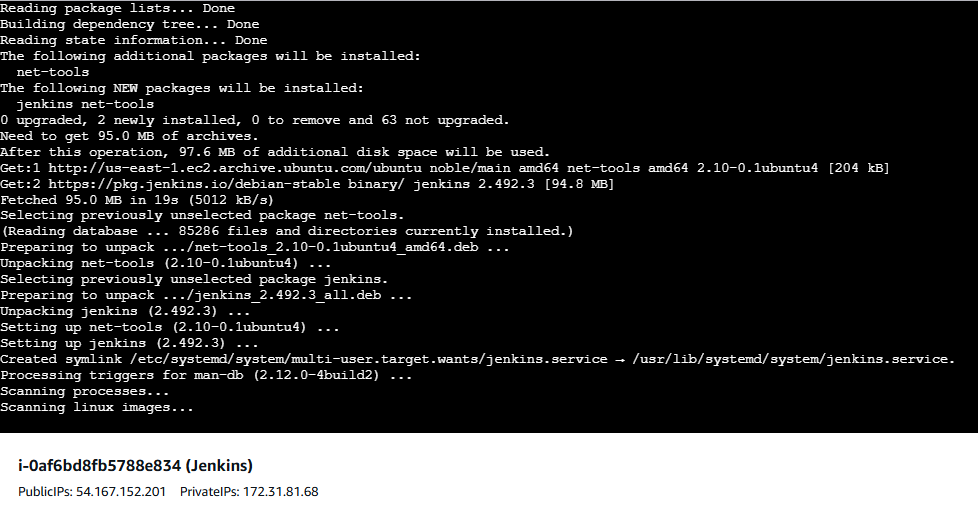 Reading package lists... Done
Building dependency tree... Done
Reading state information... Done
The following additional packages will be installed:
  net-tools
The following NEW packages will be installed:
  jenkins net-tools
0 upgraded, 2 newly installed, 0 to remove and 63 not upgraded.
Need to get 95.0 MB of archives.
After this operation, 97.6 MB of additional disk space will be used.
Get:1 http://us-east-1.ec2.archive.ubuntu.com/ubuntu noble/main amd64 net-tools amd64 2.10-0.1ubuntu4 [204 kB]
Get:2 https://pkg.jenkins.io/debian-stable binary/ jenkins 2.492.3 [94.8 MB]
Fetched 95.0 MB in 19s (5012 kB/s)
Selecting previously unselected package net-tools.
(Reading database ... 85286 files and directories currently installed.)
Preparing to unpack .../net-tools_2.10-0.1ubuntu4_amd64.deb ...
Unpacking net-tools (2.10-0.1ubuntu4) ...
Selecting previously unselected package jenkins.
Preparing to unpack .../jenkins_2.492.3_all.deb ...
Unpacking jenkins (2.492.3) ...
Setting up net-tools (2.10-0.1ubuntu4) ...
Setting up jenkins (2.492.3) ...
Created symlink /etc/systemd/system/multi-user.target.wants/jenkins.service → /usr/lib/systemd/system/jenkins.service.
Processing triggers for man-db (2.12.0-4build2) ...
Scanning processes...
Scanning linux images...
i-0af6bd8fb5788e834 (Jenkins)
PublicIPs: 54.167.152.201 PrivateIPs: 172.31.81.68